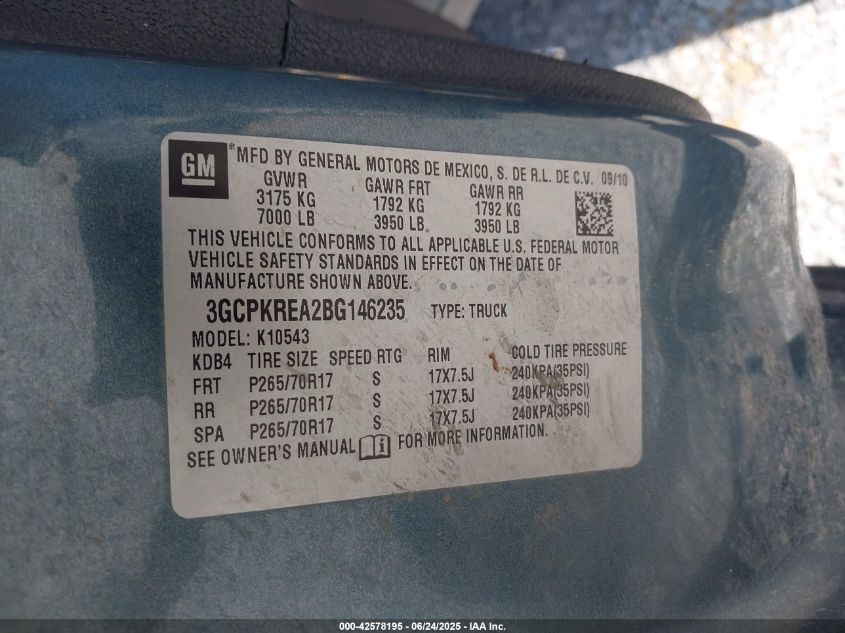 GM ® MFD BY GENERAL MOTORS DE MEXICO, S. DE R.L. DE C.V. 09/10
GVWR GAWR FRT GAWR RR
3175 KG 1792 KG 1792 KG
7000 LB 3950 LB 3950 LB
THIS VEHICLE CONFORMS TO ALL APPLICABLE U.S. FEDERAL MOTOR
VEHICLE SAFETY STANDARDS IN EFFECT ON THE DATE OF
MANUFACTURE SHOWN ABOVE.
3GCPKREA2BG146235 TYPE: TRUCK
MODEL: K10543
KDB4 TIRE SIZE SPEED RTG RIM COLD TIRE PRESSURE
FRT P265/70R17 S 17X7.5J 240KPA(35PSI)
RR P265/70R17 S 17X7.5J 240KPA(35PSI)
SPA P265/70R17 S 17X7.5J 240KPA(35PSI)
SEE OWNER'S MANUAL i FOR MORE INFORMATION.
000-42578195 - 06/24/2025 - IAA Inc.